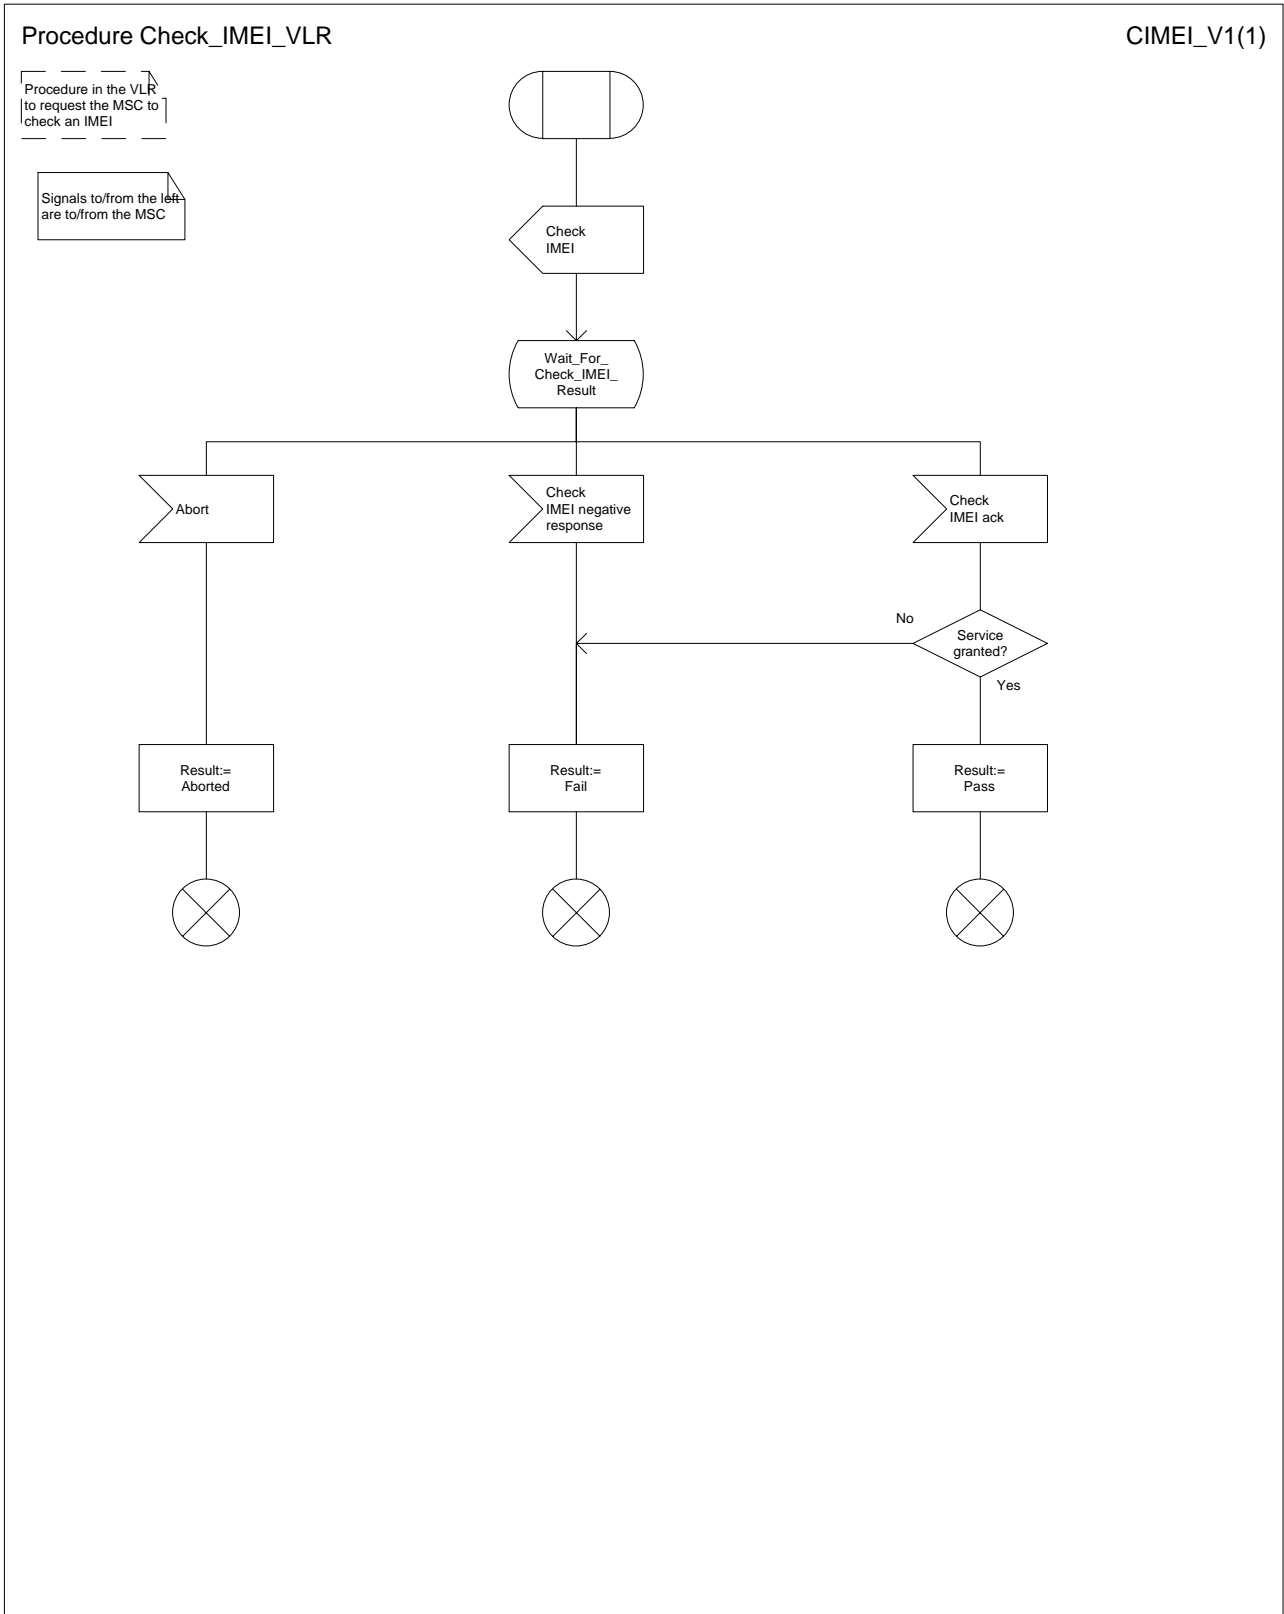 Procedure Check_IMEI_VLR
CIMEI_V1(1)
Procedure in the VLR
to request the MSC to
check an IMEI
Signals to/from the left
are to/from the MSC
Check
IMEI
Wait_For_
Check_IMEI_
Result
Abort
Check
IMEI negative
response
Check
IMEI ack
No
Service
granted?
Yes
Result:=
Aborted
Result:=
Fail
Result:=
Pass